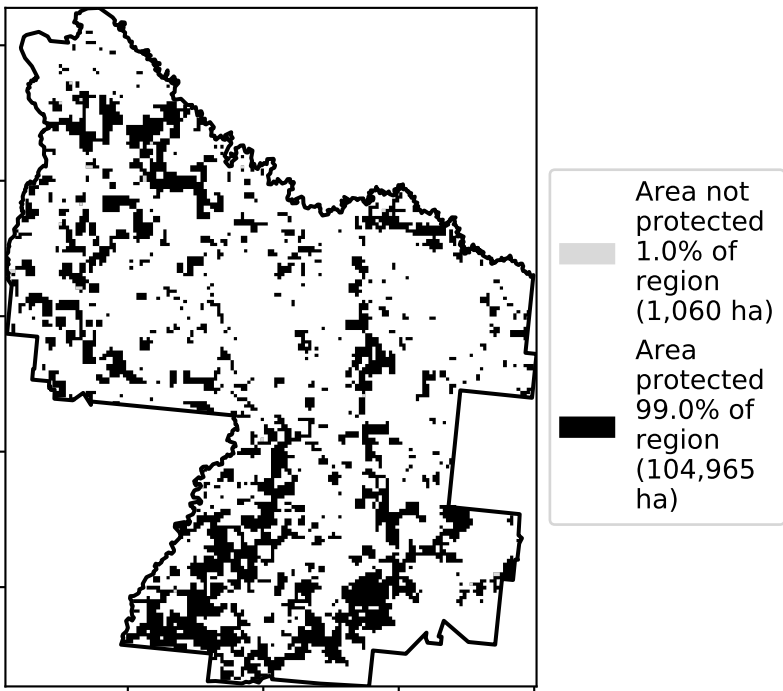 Area not
protected
1.0% of
region
(1,060 ha)
Area
protected
99.0% of
region
(104,965
ha)